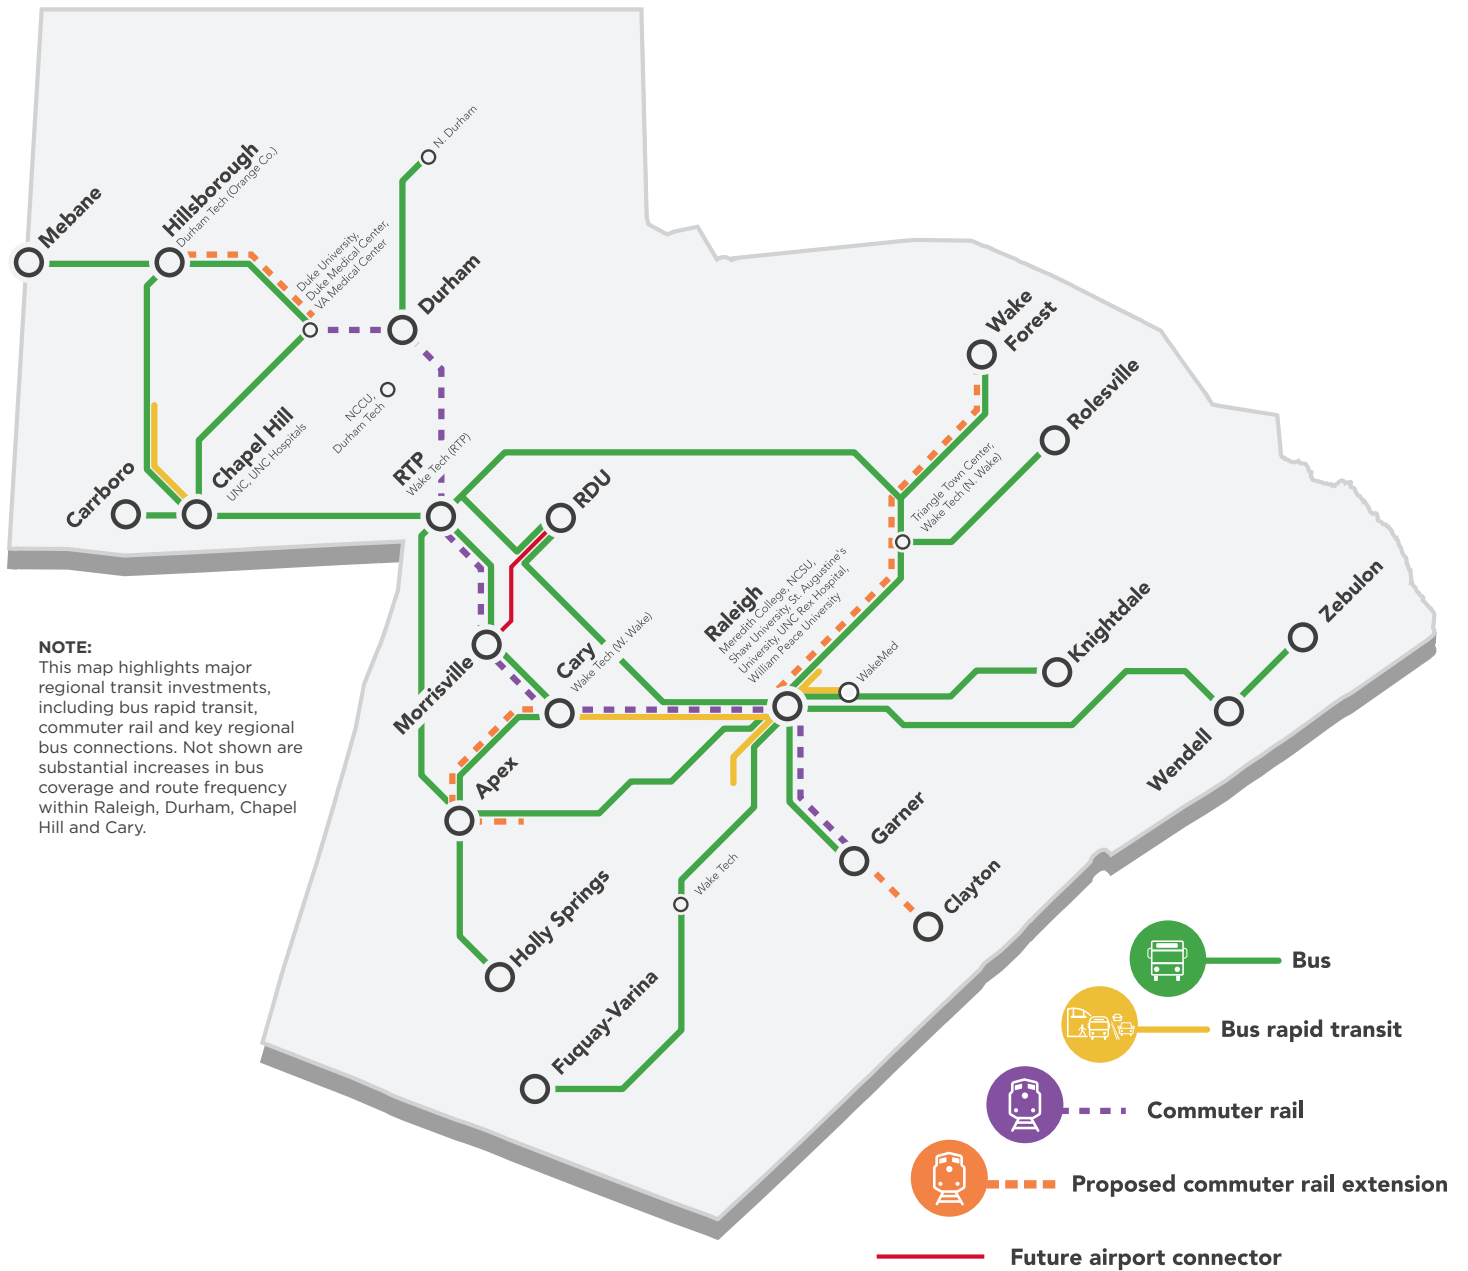 N. Durham
Mebane
Hillsborough
Durham Tech (Orange Co.)
Duke University,
Duke Medical Center,
VA Medical Center
Durham
Wake
Forest
Rolesville
NCCU,
Durham Tech
Chapel Hill
UNC, UNC Hospitals
Carrboro
RTP
Wake Tech (RTP)
RDU
Triangle Town Center,
Wake Tech (N. Wake)
Raleigh
Meredith College, NCSU,
Shaw University, St. Augustine's
University, UNC Rex Hospital,
William Peace University
WakeMed
Knightdale
Zebulon
Wendell
Cary
Wake Tech (W. Wake)
Morrisville
NOTE:
This map highlights major
regional transit investments,
including bus rapid transit,
commuter rail and key regional
bus connections. Not shown are
substantial increases in bus
coverage and route frequency
within Raleigh, Durham, Chapel
Hill and Cary.
Apex
Garner
Clayton
Wake Tech
Holly Springs
Fuquay-Varina
Bus
Bus rapid transit
Commuter rail
Proposed commuter rail extension
Future airport connector